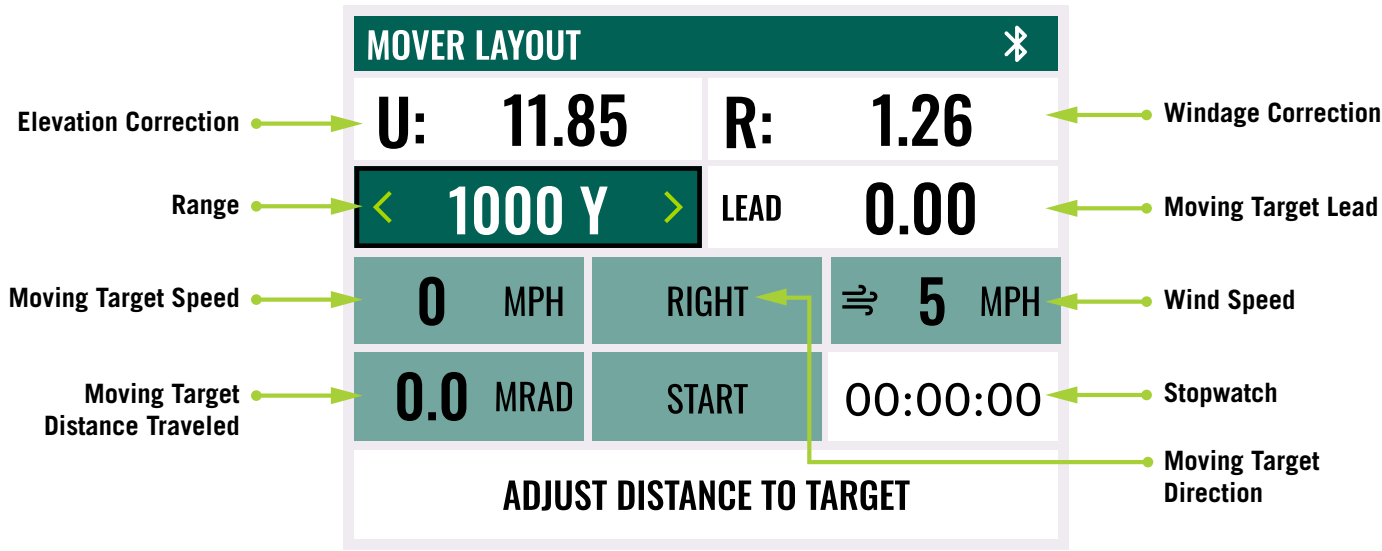 MOVER LAYOUT
Elevation Correction
U: 11.85
R: 1.26
Windage Correction
Range
< 1000 Y >
LEAD 0.00
Moving Target Lead
Moving Target Speed
0 MPH
RIGHT
5 MPH
Wind Speed
Moving Target
Distance Traveled
0.0 MRAD
START
00:00:00
Stopwatch
Moving Target
Direction
ADJUST DISTANCE TO TARGET